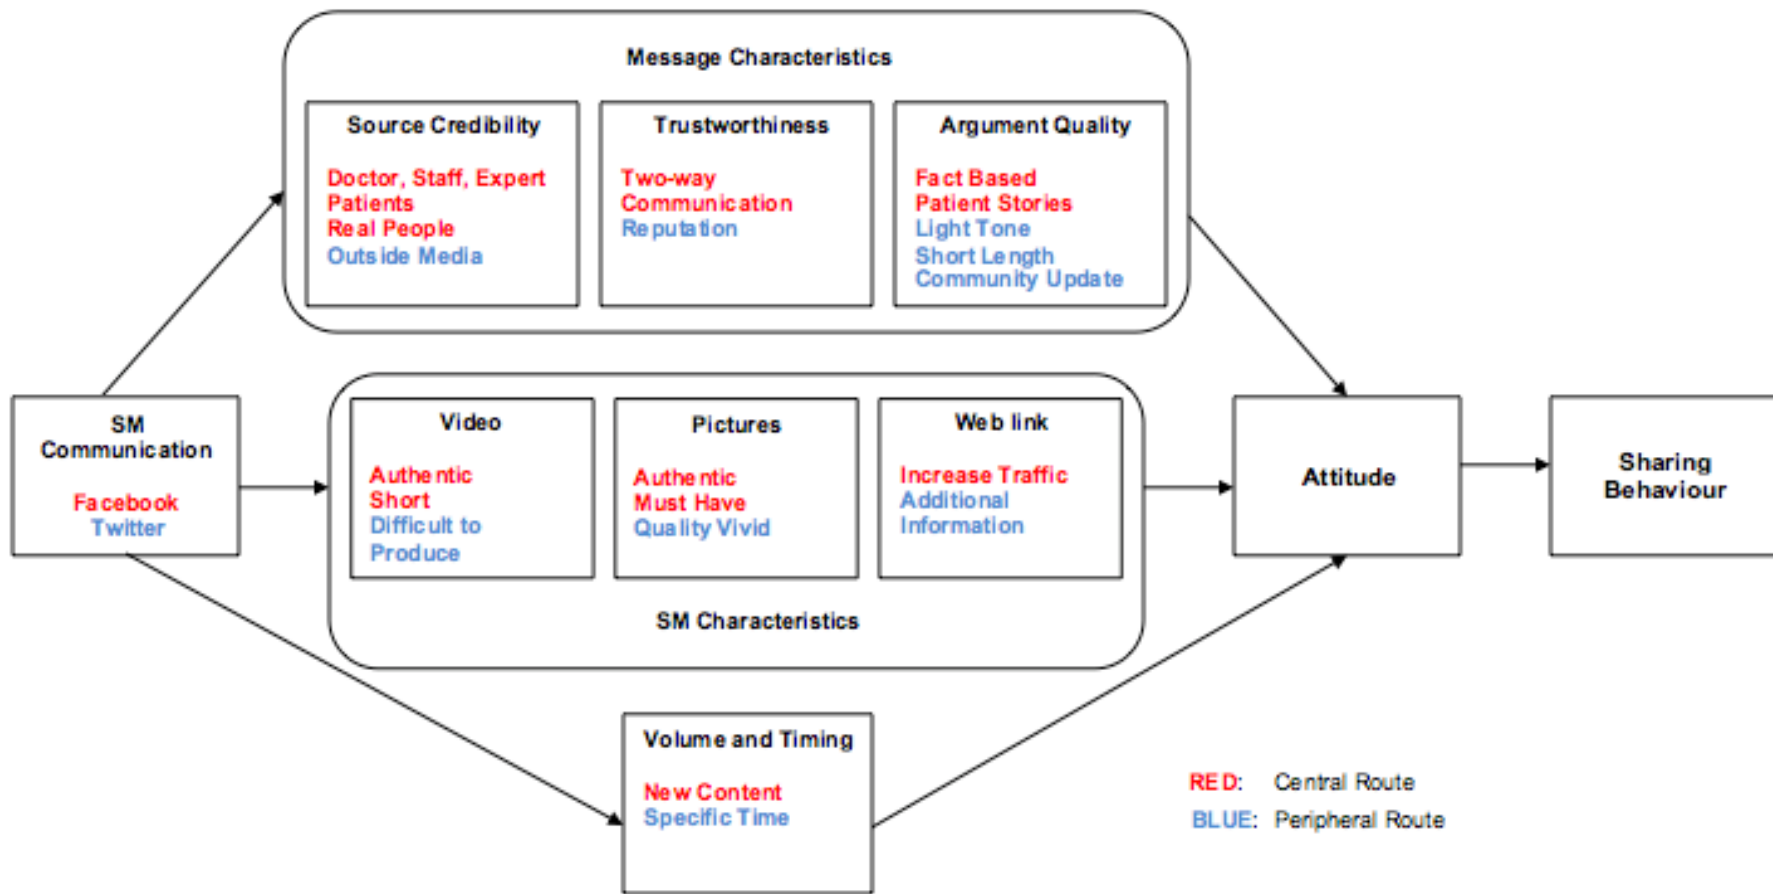 Message Characteristics
Source Credibility
Doctor, Staff, Expert
Patients
Real People
Outside Media
Trustworthiness
Two-way
Communication
Reputation
Argument Quality
Fact Based
Patient Stories
Light Tone
Short Length
Community Update
SM
Communication
Facebook
Twitter
Video
Authentic
Short
Difficult to
Produce
Pictures
Authentic
Must Have
Quality Vivid
Web link
Increase Traffic
Additional
Information
SM Characteristics
Attitude
Sharing
Behaviour
Volume and Timing
New Content
Specific Time
RED: Central Route
BLUE: Peripheral Route